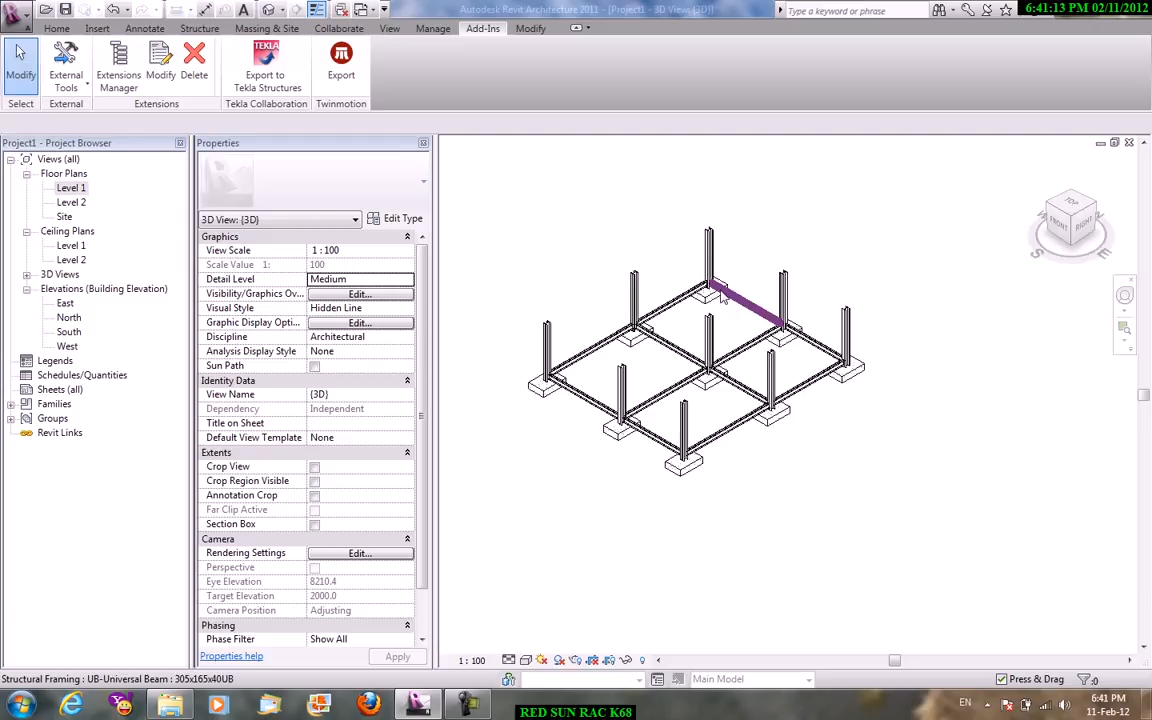 Autodesk Revit Architecture 2011 - [Project1 - 3D View: {3D}]
Type a keyword or phrase
6:41:13 PM 02/11/2012
Home Insert Annotate Structure Massing & Site Collaborate View Manage Add-Ins Modify
Modify
External Tools
Extensions Manager
Modify
Delete
TEKLA
Export to Tekla Structures
Export
Select External Extensions Tekla Collaboration Twinmotion
Project1 - Project Browser
Views (all)
Floor Plans
Level 1
Level 2
Site
Ceiling Plans
Level 1
Level 2
3D Views
Elevations (Building Elevation)
East
North
South
West
Legends
Schedules/Quantities
Sheets (all)
Families
Groups
Revit Links
Properties
3D View: {3D} Edit Type
Graphics
View Scale 1 : 100
Scale Value 1: 100
Detail Level Medium
Visibility/Graphics Ov... Edit...
Visual Style Hidden Line
Graphic Display Opti... Edit...
Discipline Architectural
Analysis Display Style None
Sun Path
Identity Data
View Name {3D}
Dependency Independent
Title on Sheet
Default View Template None
Extents
Crop View
Crop Region Visible
Annotation Crop
Far Clip Active
Section Box
Camera
Rendering Settings Edit...
Perspective
Eye Elevation 8210.4
Target Elevation 2000.0
Camera Position Adjusting
Phasing
Phase Filter Show All
Properties help Apply
TOP
FRONT RIGHT
1 : 100
Structural Framing : UB-Universal Beam : 305x165x40UB
Main Model
Press & Drag
:0
EN
6:41 PM
11-Feb-12
RED SUN RAC K68